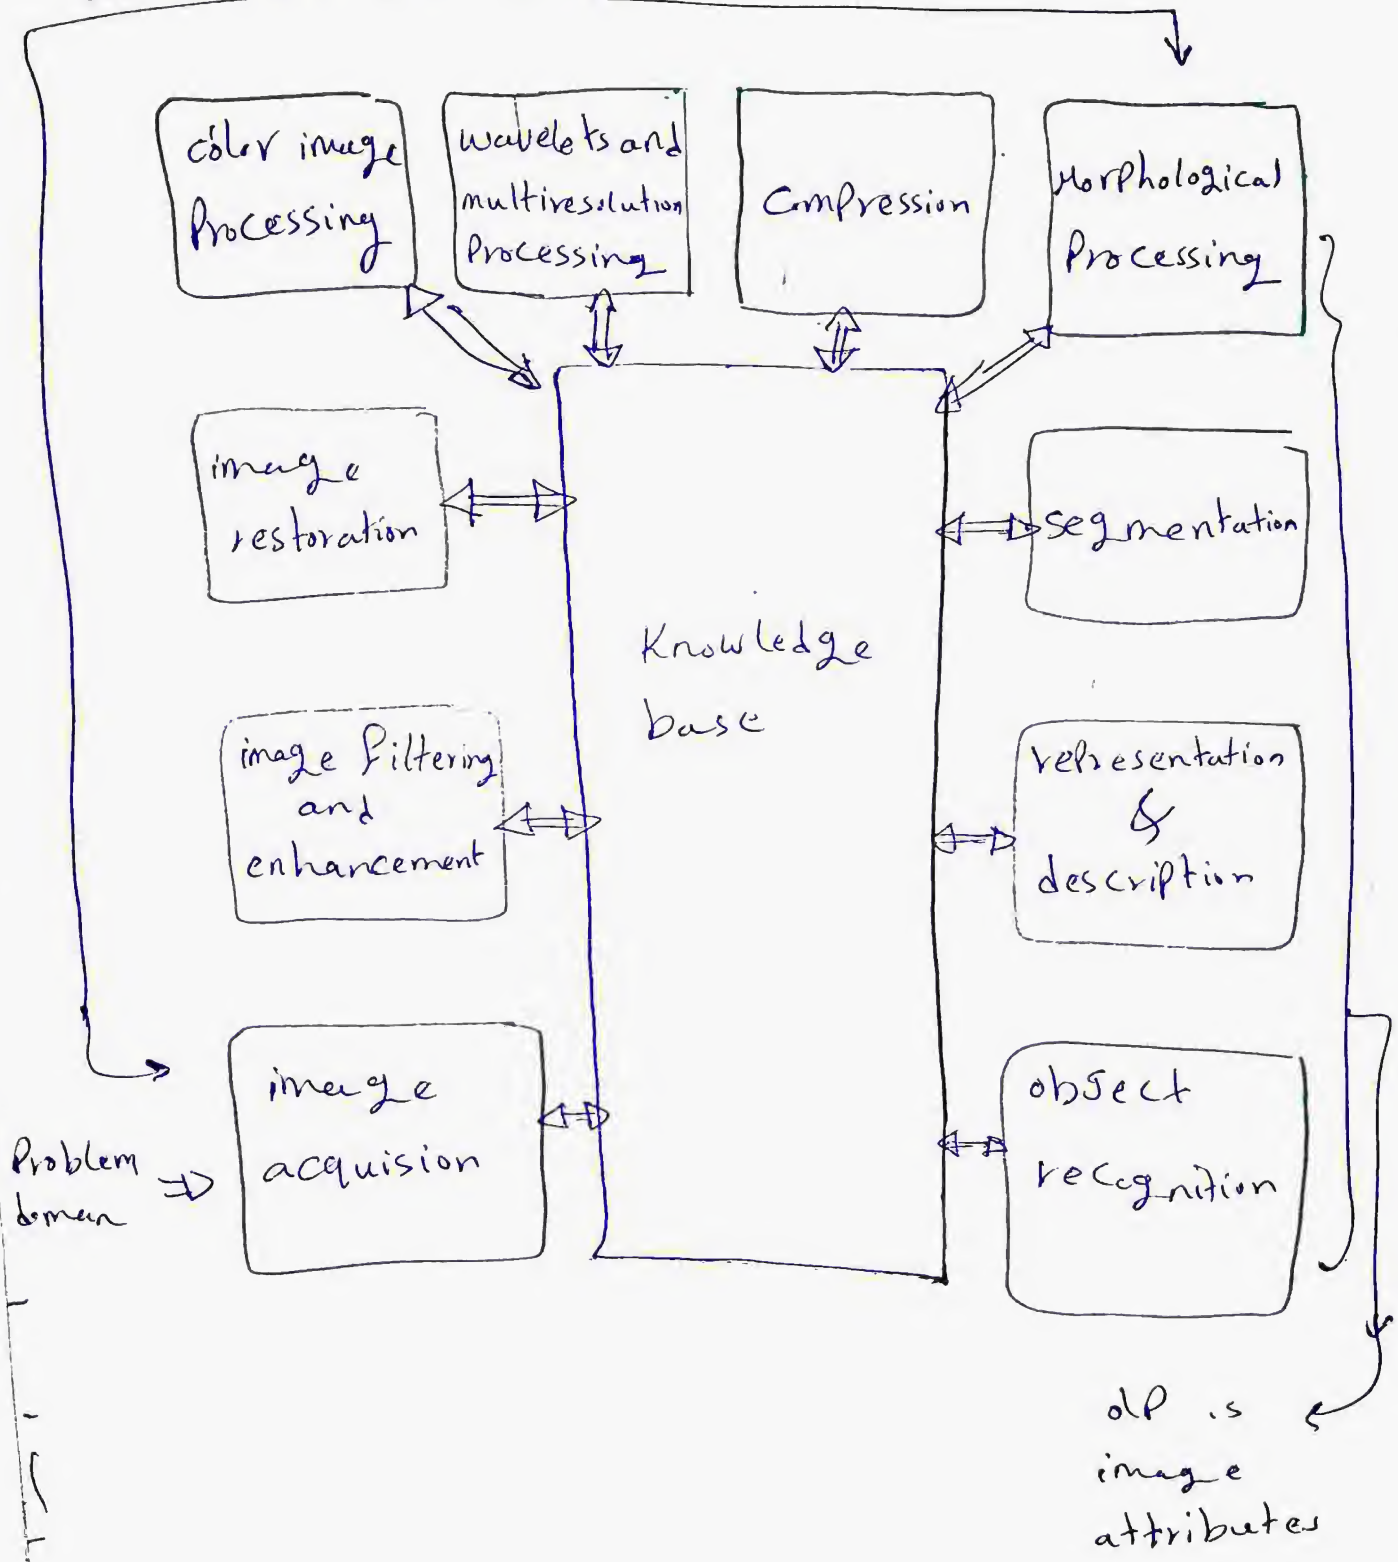 color image
Processing
wavelets and
multiresolution
Processing
Compression
Morphological
Processing
image
restoration
segmentation
Knowledge
base
image filtering
and
enhancement
representation
&
description
image
acquision
object
recognition
Problem
domain
o/P is
image
attributes